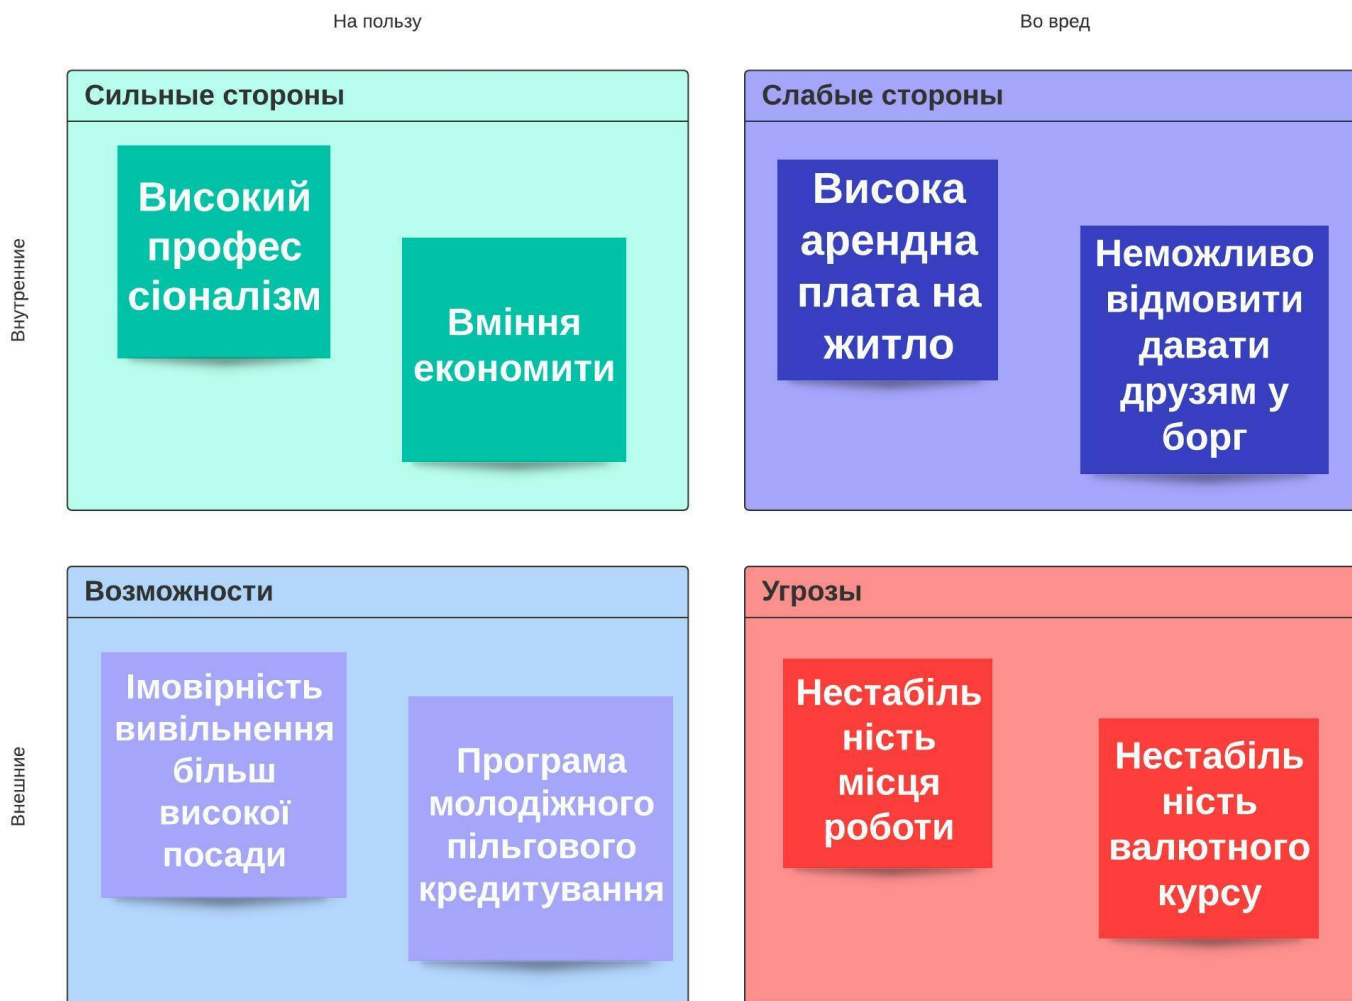 На пользу
Во вред
Внутренние
Сильные стороны
Високий
профес
сіоналізм
Вміння
економити
Слабые стороны
Висока
арендна
плата на
житло
Неможливо
відмовити
давати
друзям у
борг
Внешние
Возможности
Імовірність
вивільнення
більш
високої
посади
Програма
молодіжного
пільгового
кредитування
Угрозы
Нестабіль
ність
місця
роботи
Нестабіль
ність
валютного
курсу